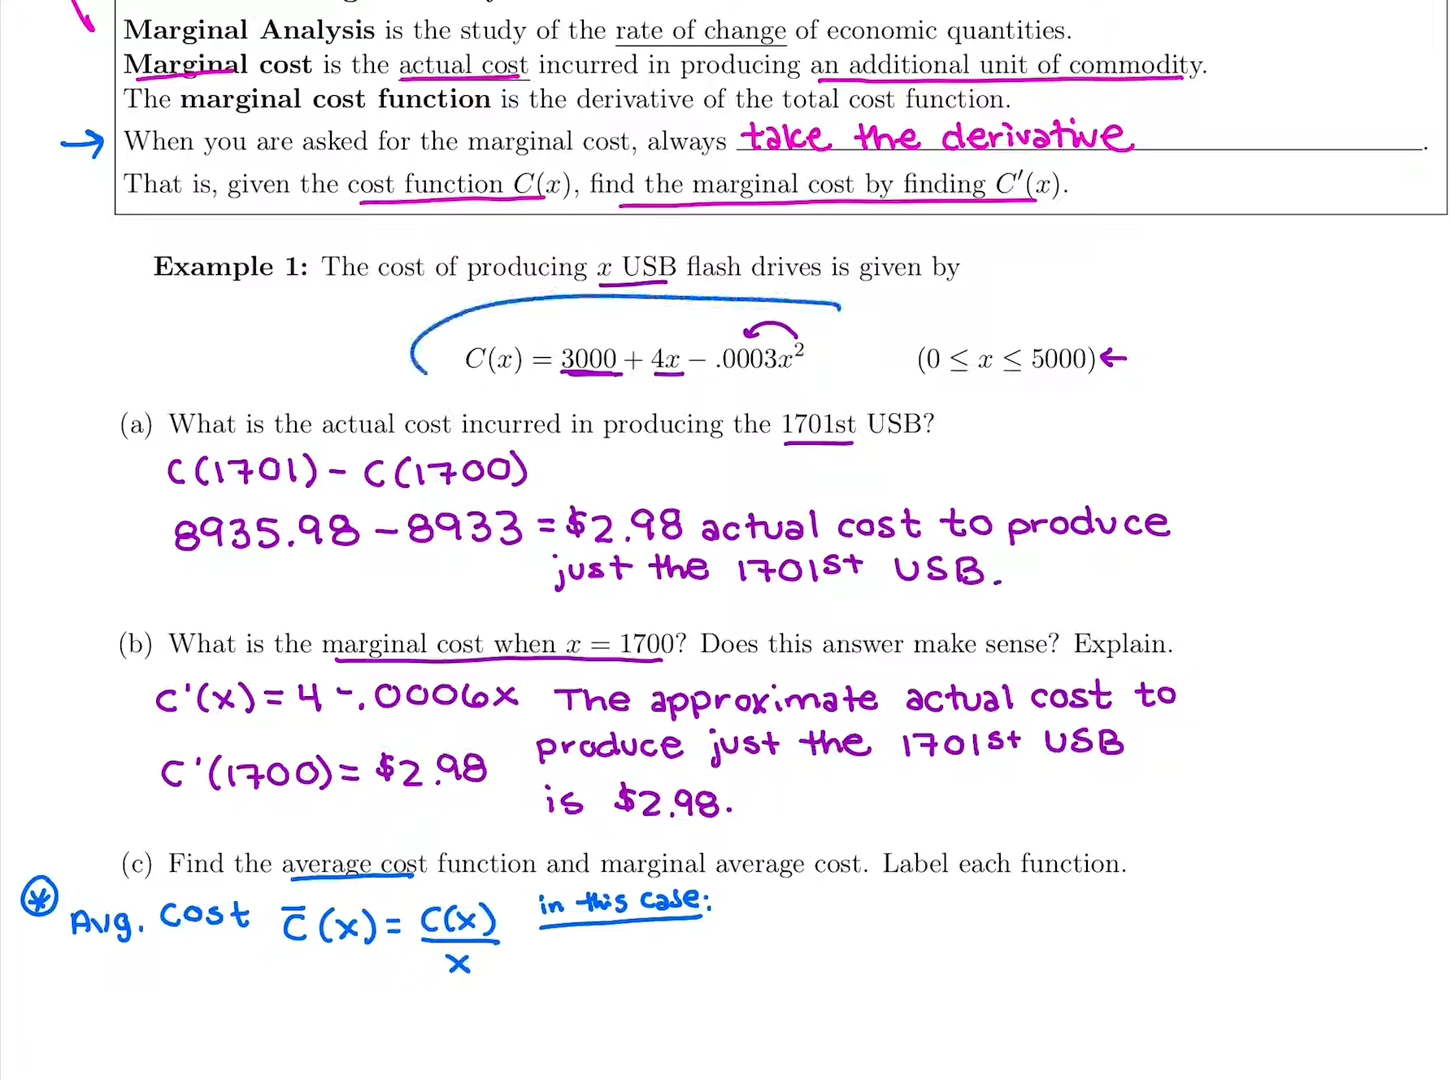 Marginal Analysis is the study of the rate of change of economic quantities.
Marginal cost is the actual cost incurred in producing an additional unit of commodity.
The marginal cost function is the derivative of the total cost function.
→ When you are asked for the marginal cost, always take the derivative.
That is, given the cost function C(x), find the marginal cost by finding C′(x).
Example 1: The cost of producing x USB flash drives is given by
C(x) = 3000 + 4x − .0003x² (0 ≤ x ≤ 5000) ←
(a) What is the actual cost incurred in producing the 1701st USB?
C(1701) - C(1700)
8935.98 - 8933 = $2.98 actual cost to produce
just the 1701st USB.
(b) What is the marginal cost when x = 1700? Does this answer make sense? Explain.
C'(x) = 4 - .0006x The approximate actual cost to
produce just the 1701st USB
C'(1700) = $2.98
is $2.98.
(c) Find the average cost function and marginal average cost. Label each function.
* Avg. Cost C̅(x) = C(x)/x in this case: